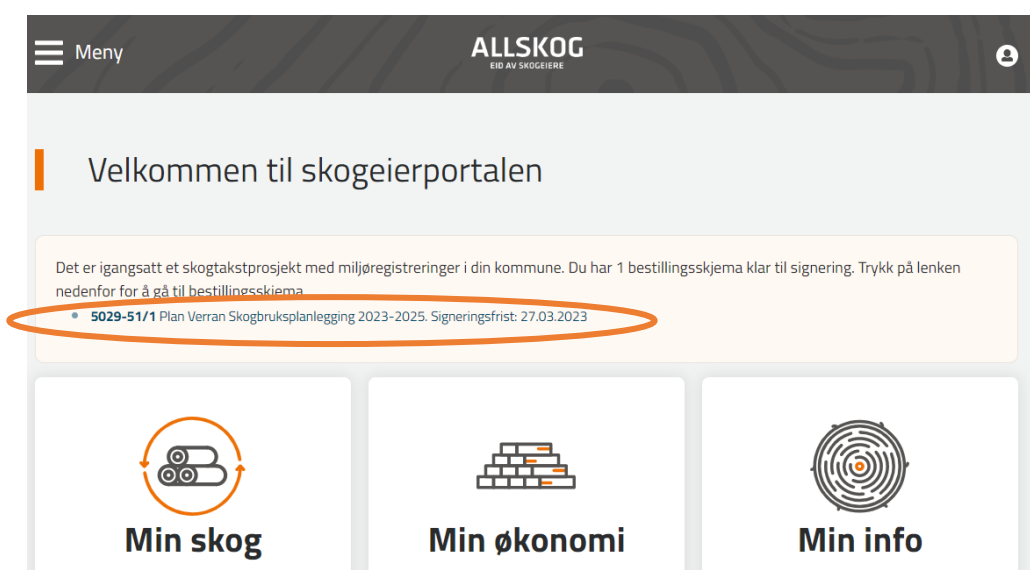 Meny
ALLSKOG
EID AV SKOGEIERE
Velkommen til skogeierportalen
Det er igangsatt et skogtakstprosjekt med miljøregistreringer i din kommune. Du har 1 bestillingsskjema klar til signering. Trykk på lenken
nedenfor for å gå til bestillingsskjema
5029-51/1 Plan Verran Skogbruksplanlegging 2023-2025. Signeringsfrist: 27.03.2023
Min skog
Min økonomi
Min info